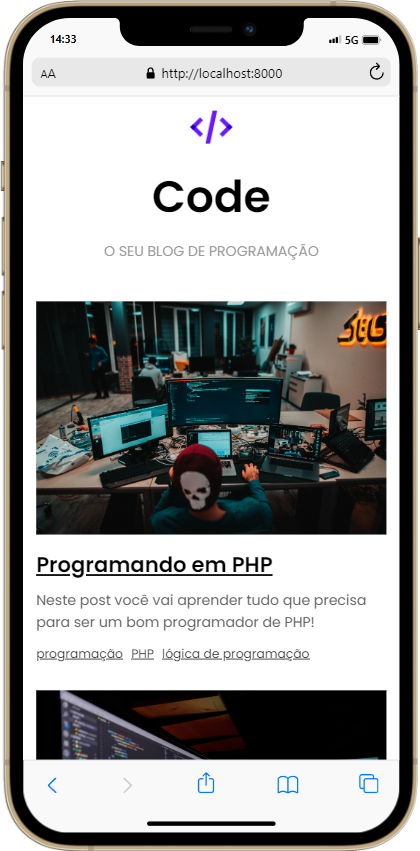 14:33
5G
AA
http://localhost:8000
</>
Code
O SEU BLOG DE PROGRAMAÇÃO
Programando em PHP
Neste post você vai aprender tudo que precisa
para ser um bom programador de PHP!
programação PHP lógica de programação